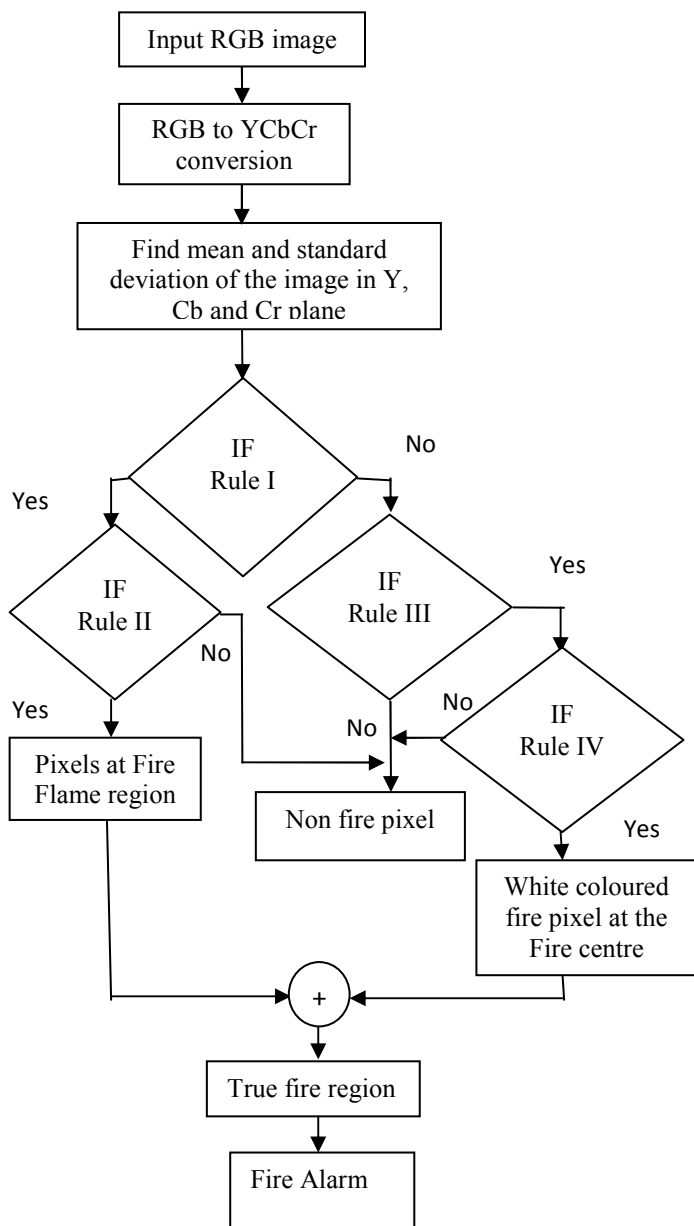 Input RGB image
RGB to YCbCr
conversion
Find mean and standard
deviation of the image in Y,
Cb and Cr plane
IF
Rule I
No
Yes
IF
Rule II
IF
Rule III
Yes
No
Yes
No
No
IF
Rule IV
Pixels at Fire
Flame region
Non fire pixel
Yes
White coloured
fire pixel at the
Fire centre
+
True fire region
Fire Alarm